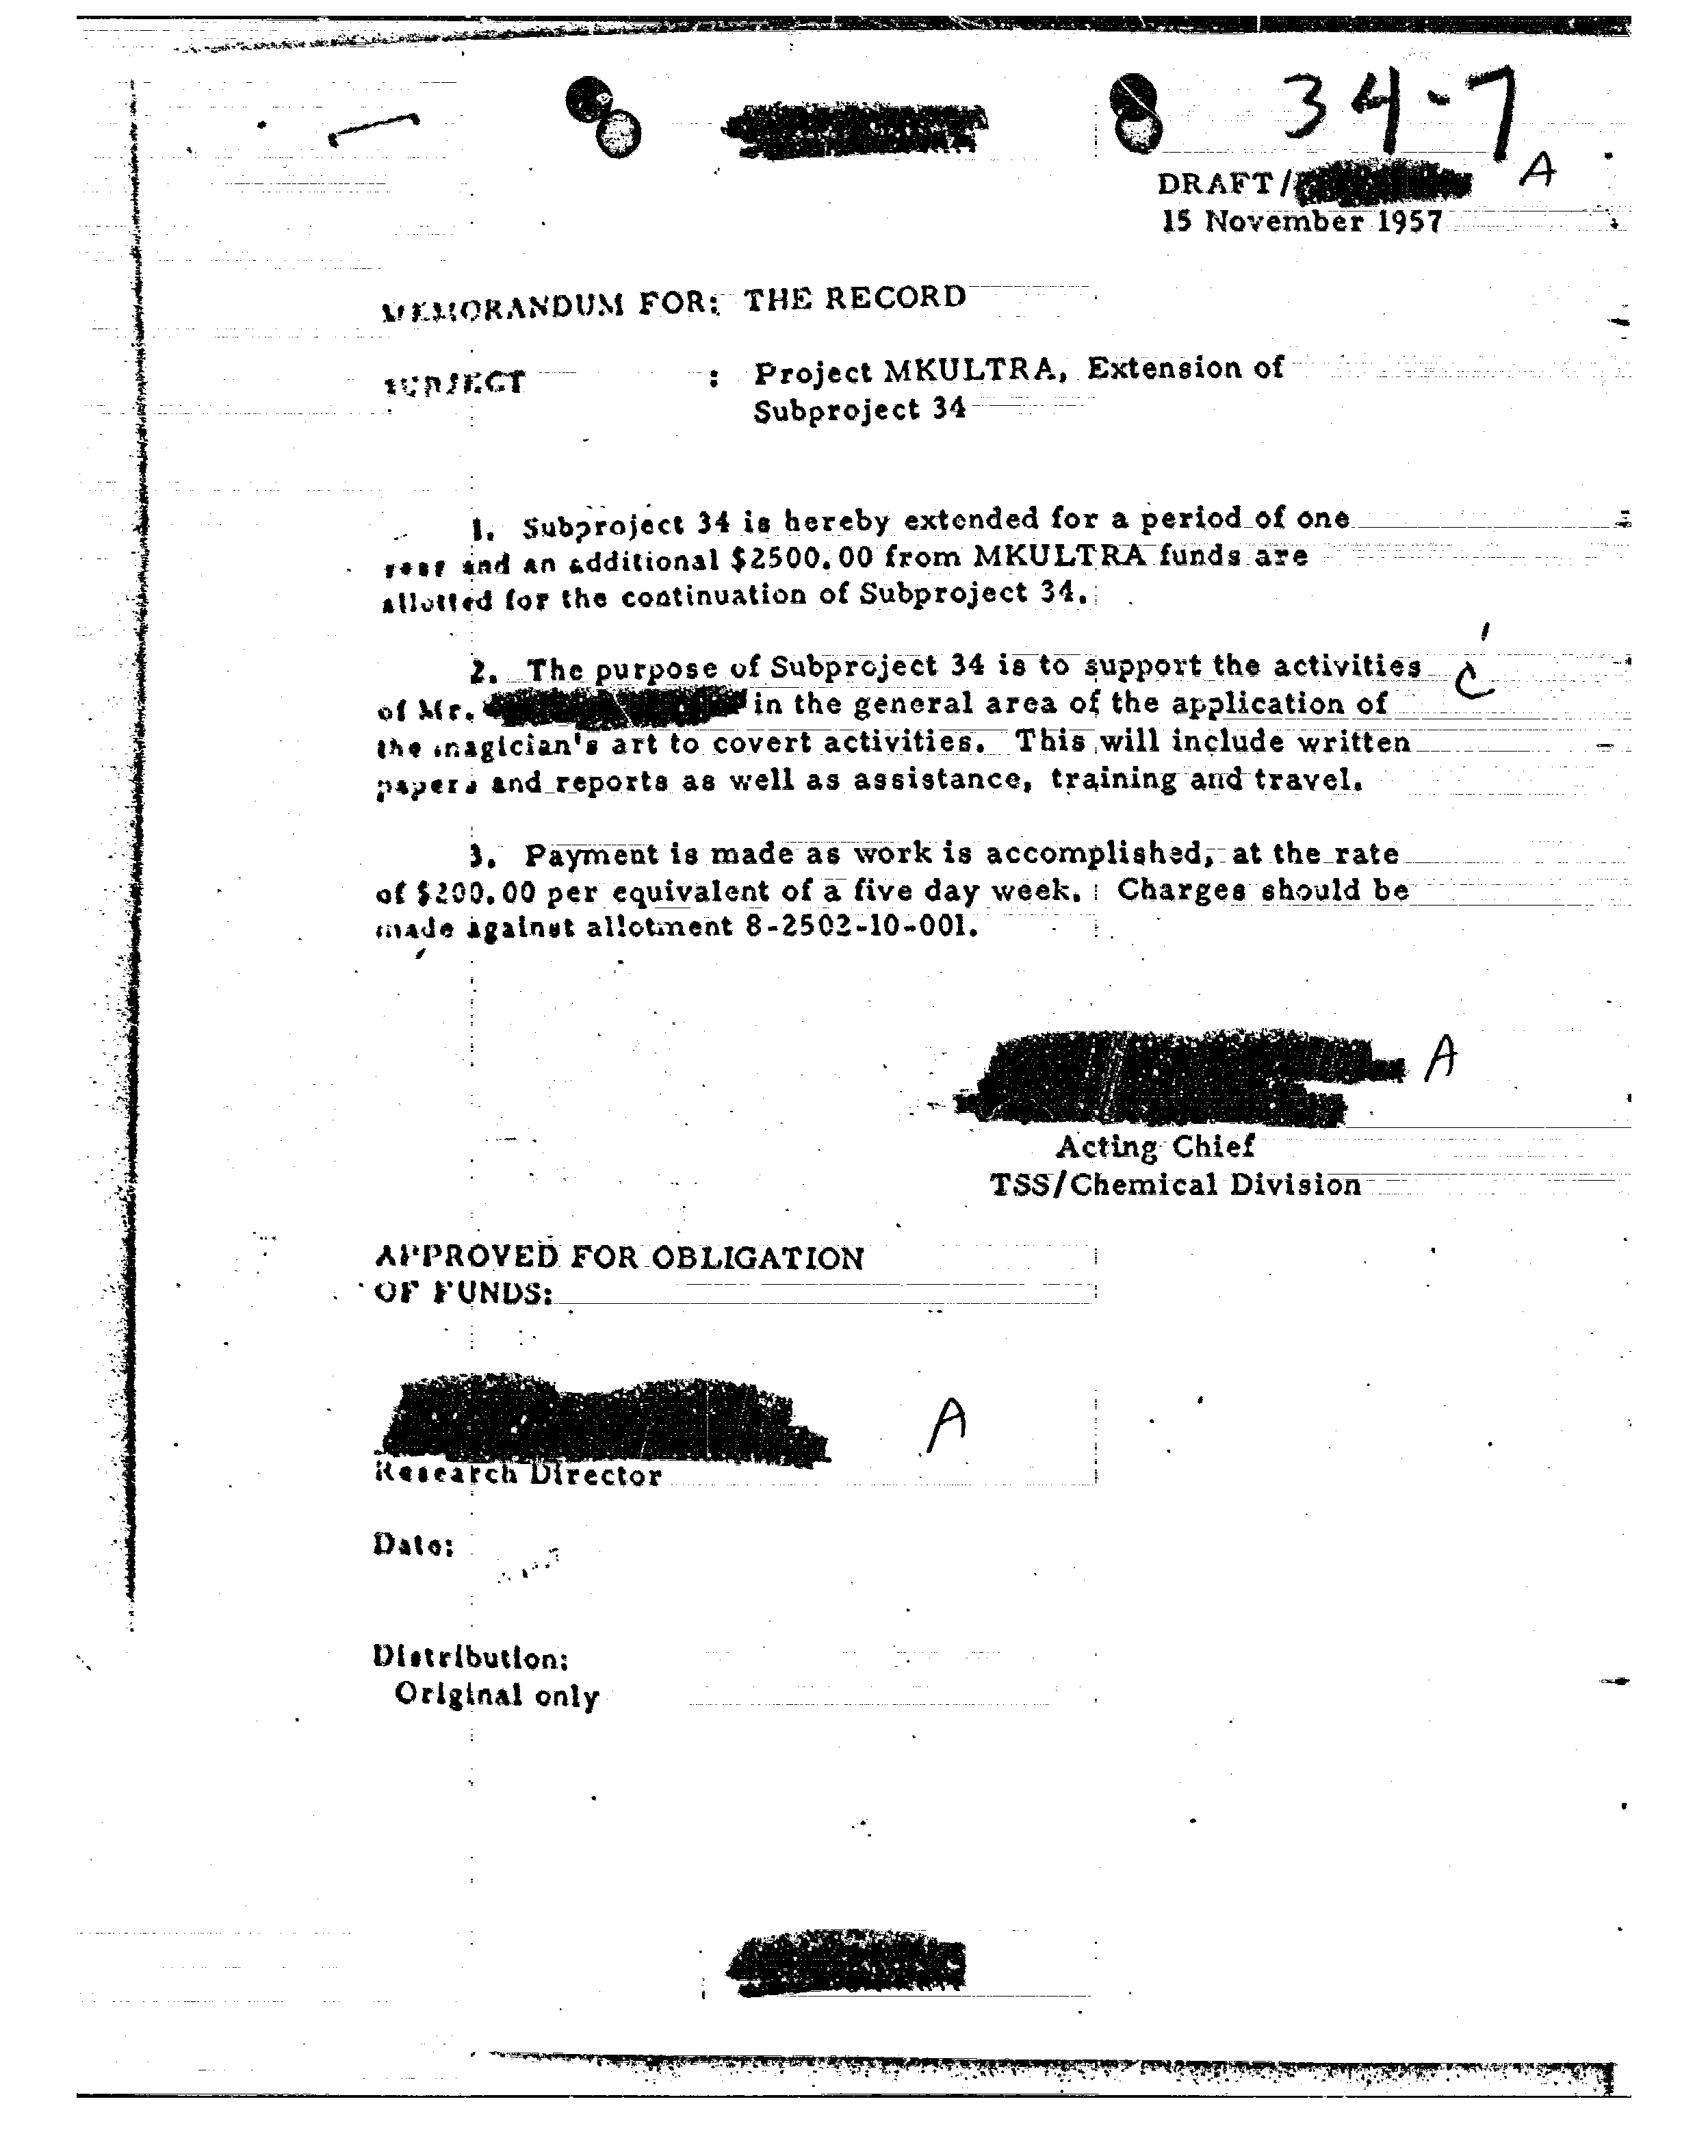 34-7
DRAFT/ A
15 November 1957
MEMORANDUM FOR: THE RECORD
SUBJECT : Project MKULTRA, Extension of
Subproject 34
1. Subproject 34 is hereby extended for a period of one
year and an additional $2500.00 from MKULTRA funds are
allotted for the continuation of Subproject 34.
2. The purpose of Subproject 34 is to support the activities
of Mr. in the general area of the application of C
the magician's art to covert activities. This will include written
papers and reports as well as assistance, training and travel.
3. Payment is made as work is accomplished, at the rate
of $200.00 per equivalent of a five day week. Charges should be
made against allotment 8-2502-10-001.
A
Acting Chief
TSS/Chemical Division
APPROVED FOR OBLIGATION
OF FUNDS:
A
Research Director
Date:
Distribution:
Original only